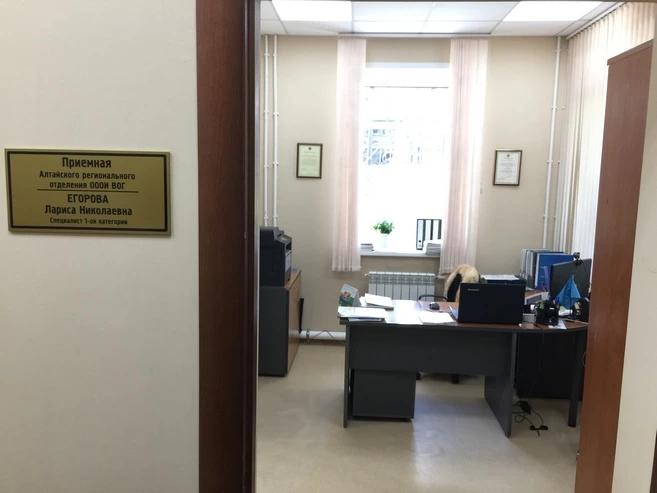 Приемная
Алтайского регионального
отделения ОООИ ВОГ
ЕГОРОВА
Лариса Николаевна
Специалист 1-ой категории